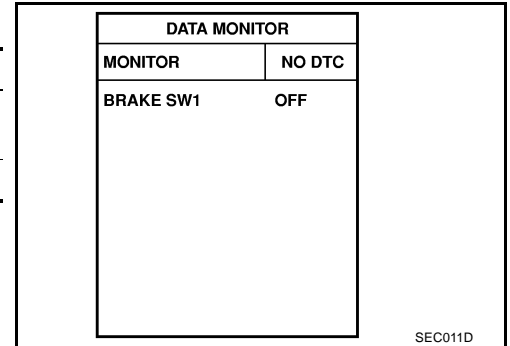 DATA MONITOR
MONITOR NO DTC
BRAKE SW1 OFF
SEC011D